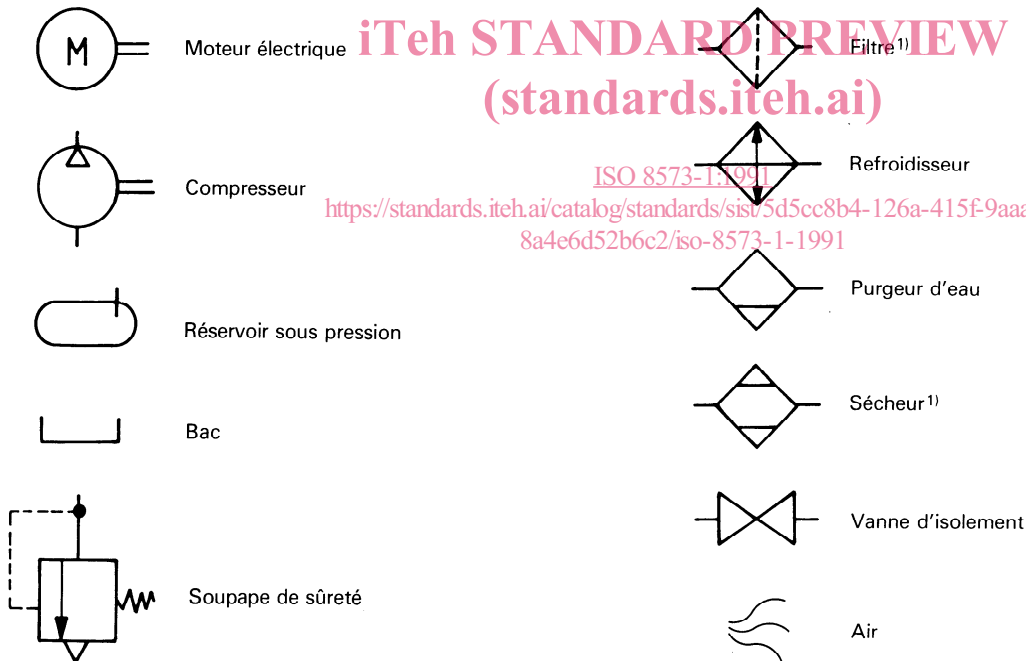 M
Moteur électrique
Compresseur
Réservoir sous pression
Bac
Soupape de sûreté
iTeh STANDARD PREVIEW
(standards.iteh.ai)
ISO 8573-1:1991
https://standards.iteh.ai/catalog/standards/sist/5d5cc8b4-126a-415f-9aaa
8a4e6d52b6c2/iso-8573-1-1991
Filtre1)
Refroidisseur
Purgeur d'eau
Sécheur1)
Vanne d'isolement
Air